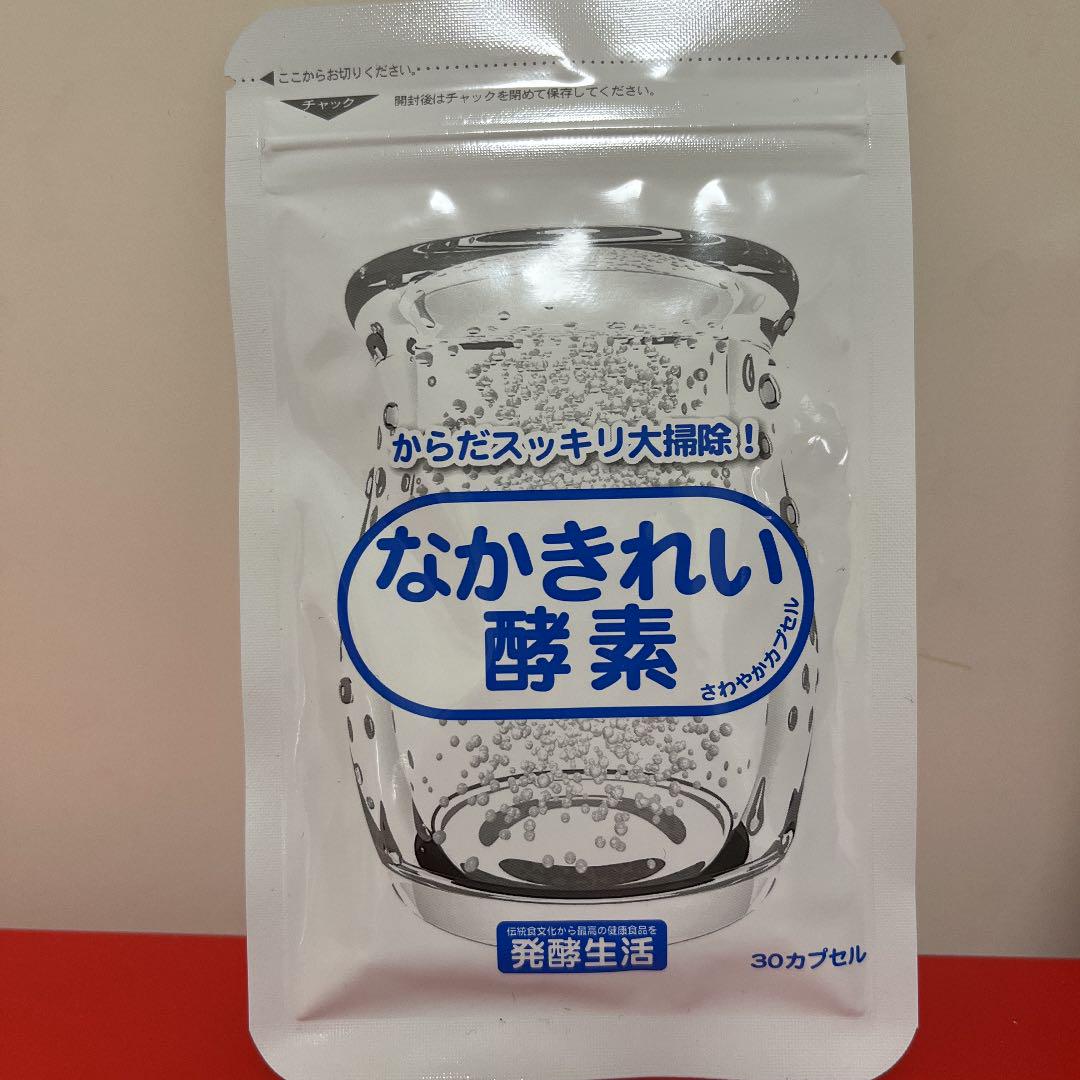 ここからお切りください。
チャック
開封後はチャックを閉めて保存してください。
からだスッキリ大掃除！
なかきれい
酵素
さわやかカプセル
伝統食文化から最高の健康食品を
発酵生活
30カプセル